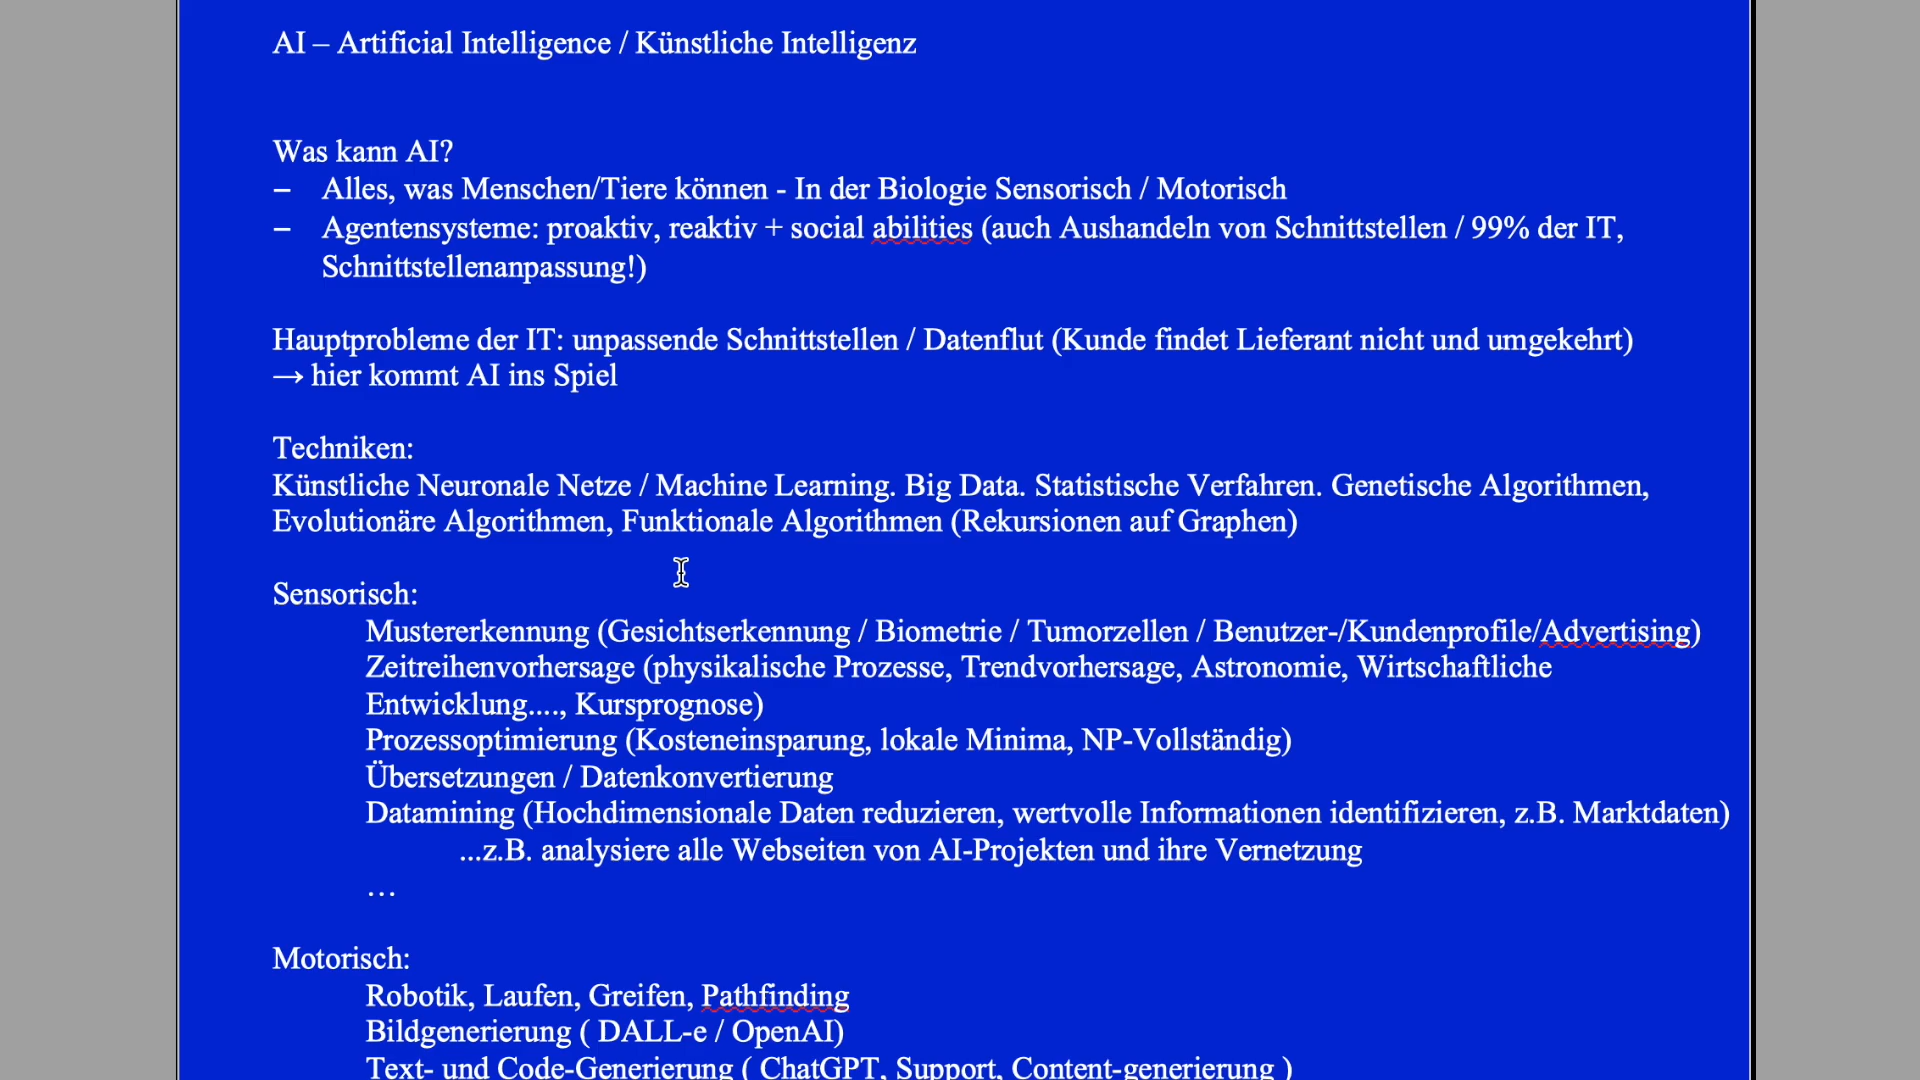 AI – Artificial Intelligence / Künstliche Intelligenz
Was kann AI?
– Alles, was Menschen/Tiere können - In der Biologie Sensorisch / Motorisch
– Agentensysteme: proaktiv, reaktiv + social abilities (auch Aushandeln von Schnittstellen / 99% der IT,
Schnittstellenanpassung!)
Hauptprobleme der IT: unpassende Schnittstellen / Datenflut (Kunde findet Lieferant nicht und umgekehrt)
→ hier kommt AI ins Spiel
Techniken:
Künstliche Neuronale Netze / Machine Learning. Big Data. Statistische Verfahren. Genetische Algorithmen,
Evolutionäre Algorithmen, Funktionale Algorithmen (Rekursionen auf Graphen)
Sensorisch:
Mustererkennung (Gesichtserkennung / Biometrie / Tumorzellen / Benutzer-/Kundenprofile/Advertising)
Zeitreihenvorhersage (physikalische Prozesse, Trendvorhersage, Astronomie, Wirtschaftliche
Entwicklung...., Kursprognose)
Prozessoptimierung (Kosteneinsparung, lokale Minima, NP-Vollständig)
Übersetzungen / Datenkonvertierung
Datamining (Hochdimensionale Daten reduzieren, wertvolle Informationen identifizieren, z.B. Marktdaten)
...z.B. analysiere alle Webseiten von AI-Projekten und ihre Vernetzung
…
Motorisch:
Robotik, Laufen, Greifen, Pathfinding
Bildgenerierung ( DALL-e / OpenAI)
Text- und Code-Generierung ( ChatGPT, Support, Content-generierung )